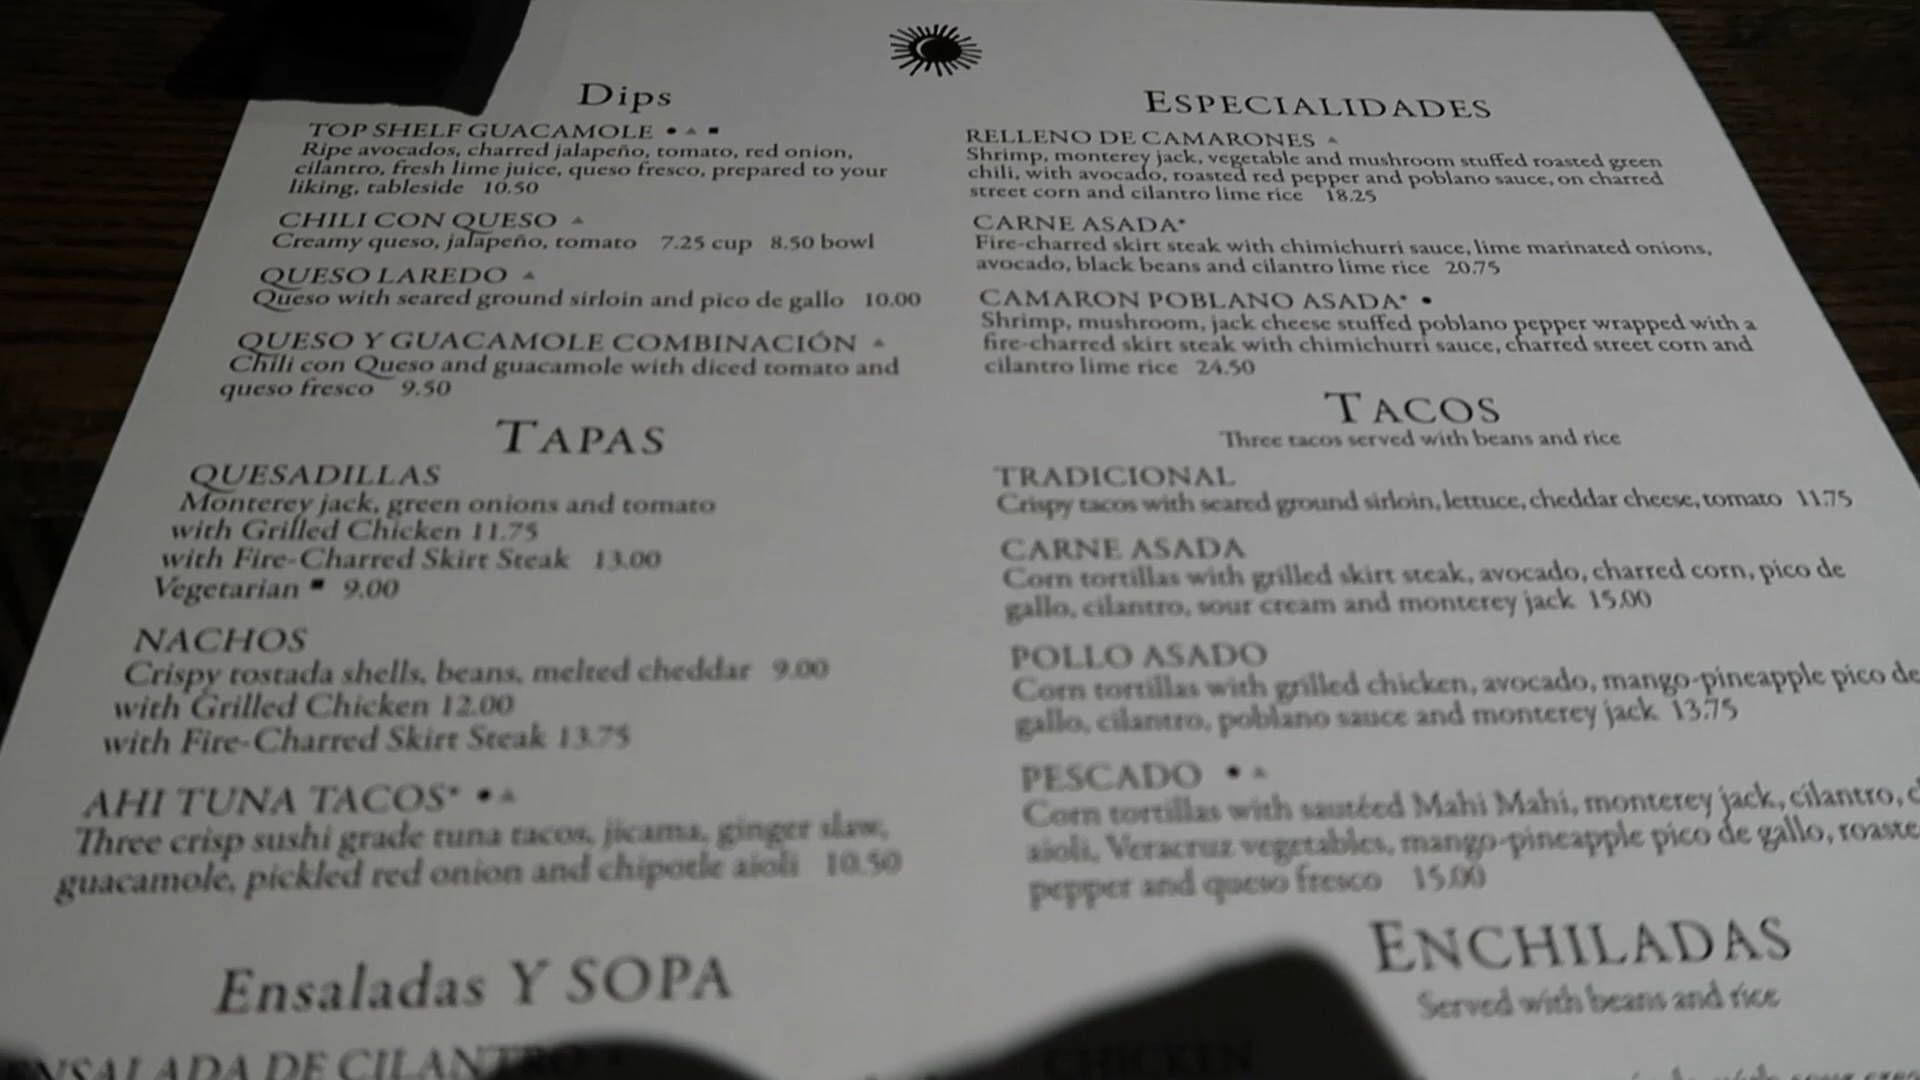 Dips
TOP SHELF GUACAMOLE
Ripe avocados, charred jalapeño, tomato, red onion,
cilantro, fresh lime juice, queso fresco, prepared to your
liking, tableside 10.50
CHILI CON QUESO
Creamy queso, jalapeño, tomato 7.25 cup 8.50 bowl
QUESO LAREDO
Queso with seared ground sirloin and pico de gallo 10.00
QUESO Y GUACAMOLE COMBINACIÓN
Chili con Queso and guacamole with diced tomato and
queso fresco 9.50
TAPAS
QUESADILLAS
Monterey jack, green onions and tomato
with Grilled Chicken 11.75
with Fire-Charred Skirt Steak 13.00
Vegetarian 9.00
NACHOS
Crispy tostada shells, beans, melted cheddar 9.00
with Grilled Chicken 12.00
with Fire-Charred Skirt Steak 13.75
AHI TUNA TACOS*
Three crisp sushi grade tuna tacos, jicama, ginger slaw,
guacamole, pickled red onion and chipotle aioli 10.50
Ensaladas Y SOPA
DE CILANTRO
ESPECIALIDADES
RELLENO DE CAMARONES
Shrimp, monterey jack, vegetable and mushroom stuffed roasted green
chili, with avocado, roasted red pepper and poblano sauce, on charred
street corn and cilantro lime rice 18.25
CARNE ASADA*
Fire-charred skirt steak with chimichurri sauce, lime marinated onions,
avocado, black beans and cilantro lime rice 20.75
CAMARON POBLANO ASADA*
Shrimp, mushroom, jack cheese stuffed poblano pepper wrapped with a
fire-charred skirt steak with chimichurri sauce, charred street corn and
cilantro lime rice 24.50
TACOS
Three tacos served with beans and rice
TRADICIONAL
Crispy tacos with seared ground sirloin, lettuce, cheddar cheese, tomato 11.75
CARNE ASADA
Corn tortillas with grilled skirt steak, avocado, charred corn, pico de
gallo, cilantro, sour cream and monterey jack 15.00
POLLO ASADO
Corn tortillas with grilled chicken, avocado, mango-pineapple pico de
gallo, cilantro, poblano sauce and monterey jack 13.75
PESCADO
Corn tortillas with sautéed Mahi Mahi, monterey jack, cilantro,
aioli, Veracruz vegetables, mango-pineapple pico de gallo,
pepper and queso fresco 15.00
ENCHILADAS
Served with beans and rice
CHICKEN